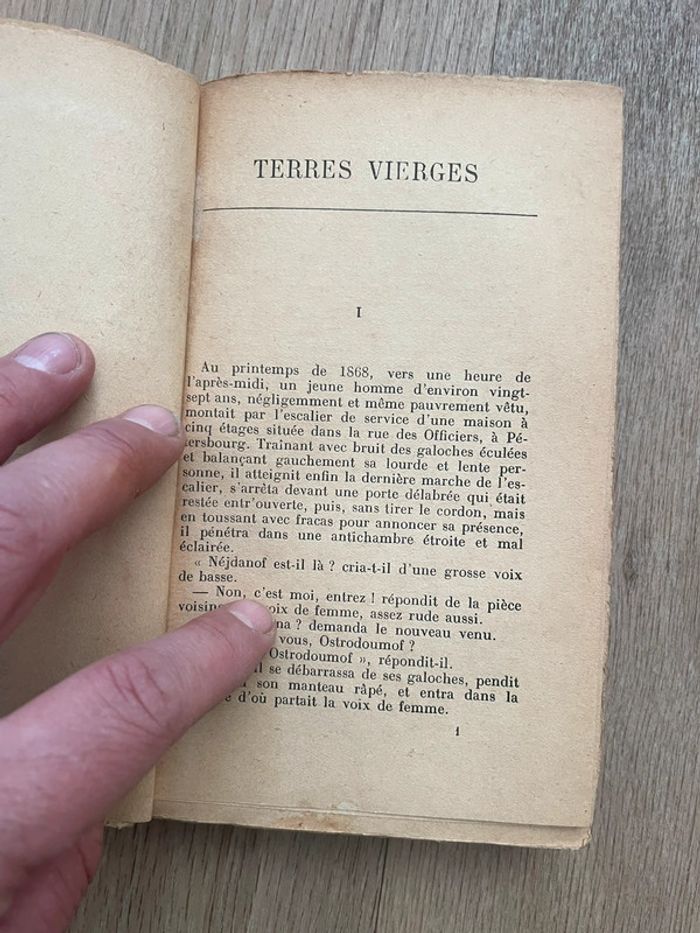 TERRES VIERGES
I
Au printemps de 1868, vers une heure de
l'après-midi, un jeune homme d'environ vingt-
sept ans, négligemment et même pauvrement vêtu,
montait par l'escalier de service d'une maison à
cinq étages située dans la rue des Officiers, à Pé-
tersbourg. Traînant avec bruit des galoches éculées
et balançant gauchement sa lourde et lente per-
sonne, il atteignit enfin la dernière marche de l'es-
calier, s'arrêta devant une porte délabrée qui était
restée entr'ouverte, puis, sans tirer le cordon, mais
en toussant avec fracas pour annoncer sa présence,
il pénétra dans une antichambre étroite et mal
éclairée.
« Néjdanof est-il là ? cria-t-il d'une grosse voix
de basse.
— Non, c'est moi, entrez ! répondit de la pièce
voix de femme, assez rude aussi.
demanda le nouveau venu.
vous, Ostrodoumof ?
Ostrodoumof », répondit-il.
il se débarrassa de ses galoches, pendit
son manteau râpé, et entra dans la
d'où partait la voix de femme.
1